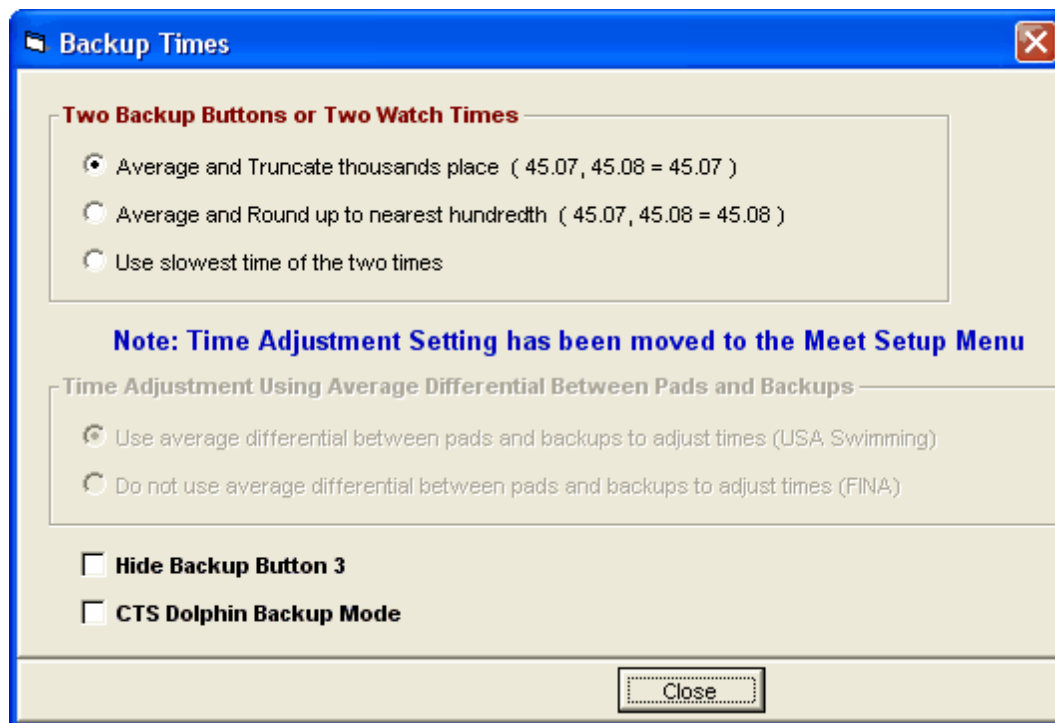 Backup Times
Two Backup Buttons or Two Watch Times
Average and Truncate thousands place ( 45.07, 45.08 = 45.07 )
Average and Round up to nearest hundredth ( 45.07, 45.08 = 45.08 )
Use slowest time of the two times
Note: Time Adjustment Setting has been moved to the Meet Setup Menu
Time Adjustment Using Average Differential Between Pads and Backups
Use average differential between pads and backups to adjust times (USA Swimming)
Do not use average differential between pads and backups to adjust times (FINA)
Hide Backup Button 3
CTS Dolphin Backup Mode
Close